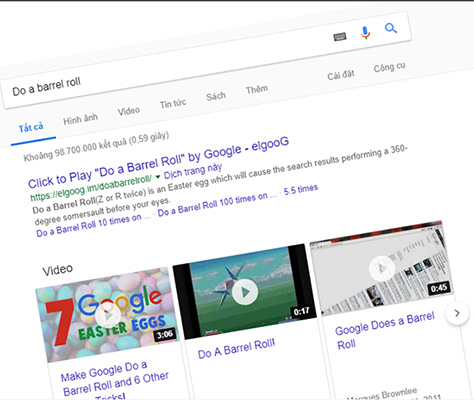 Do a barrel roll
Tất cả Hình ảnh Video Tin tức Sách Thêm Cài đặt Công cụ
Khoảng 98.700.000 kết quả (0,59 giây)
Click to Play "Do a Barrel Roll" by Google - elgooG
https://elgoog.im/doabarrelroll/ Dịch trang này
Do a Barrel Roll(Z or R twice) is an Easter egg which will cause the search results performing a 360-
degree somersault before your eyes.
Do a Barrel Roll 10 times on ... · Do a Barrel Roll 100 times on ... · 5.5 times
Video
7 Google
EASTER EGGS
3:06
0:17
0:45
Make Google Do a
Barrel Roll and 6 Other
Tricks!
Do A Barrel Roll!
Google Does a Barrel
Roll
Marques Brownlee